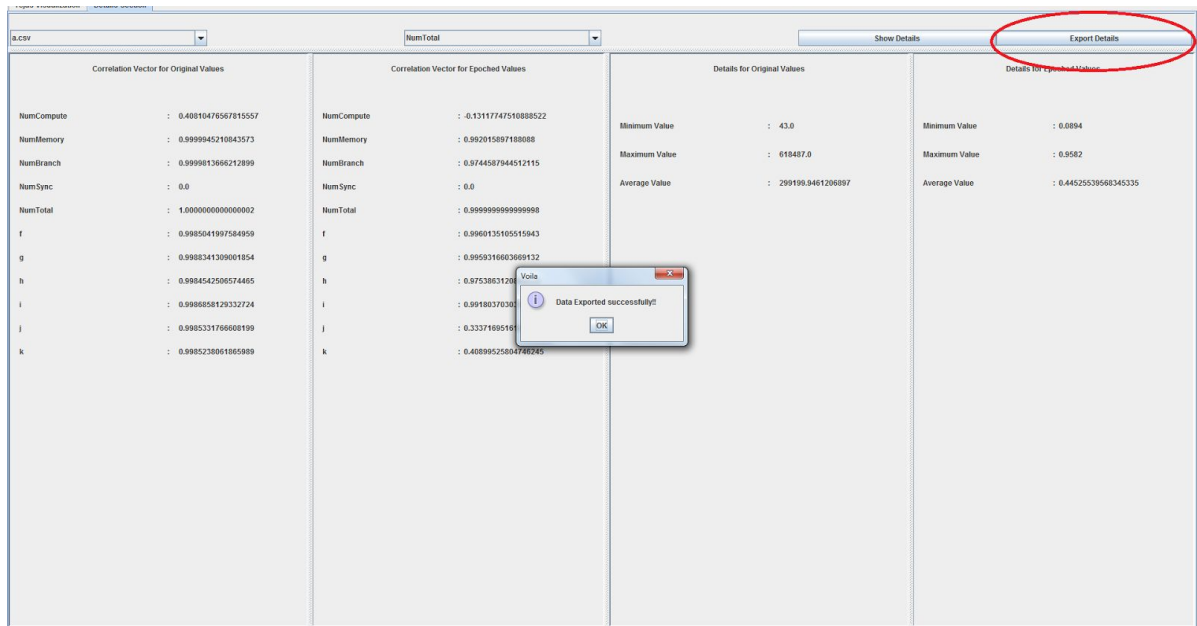 a.csv
NumTotal
Show Details
Export Details
Correlation Vector for Original Values
NumCompute : 0.40810476567815557
NumMemory : 0.9999945210843573
NumBranch : 0.9999813666212899
NumSync : 0.0
NumTotal : 1.0000000000000002
f : 0.9985041997584959
g : 0.9988341309001854
h : 0.9984542506574465
i : 0.9986858129332724
j : 0.9985331766608199
k : 0.9985238061865989
Correlation Vector for Epoched Values
NumCompute : -0.13117747510888522
NumMemory : 0.992015897188088
NumBranch : 0.9744587944512115
NumSync : 0.0
NumTotal : 0.9999999999999998
f : 0.9960135105515943
g : 0.9959316603669132
h :
i :
j :
k : 0.40899525804746245
Details for Original Values
Minimum Value : 43.0
Maximum Value : 618487.0
Average Value : 299199.9461206897
Details for Epoched Values
Minimum Value : 0.0894
Maximum Value : 0.9582
Average Value : 0.44525539568345335
Voila
Data Exported successfully!!
OK